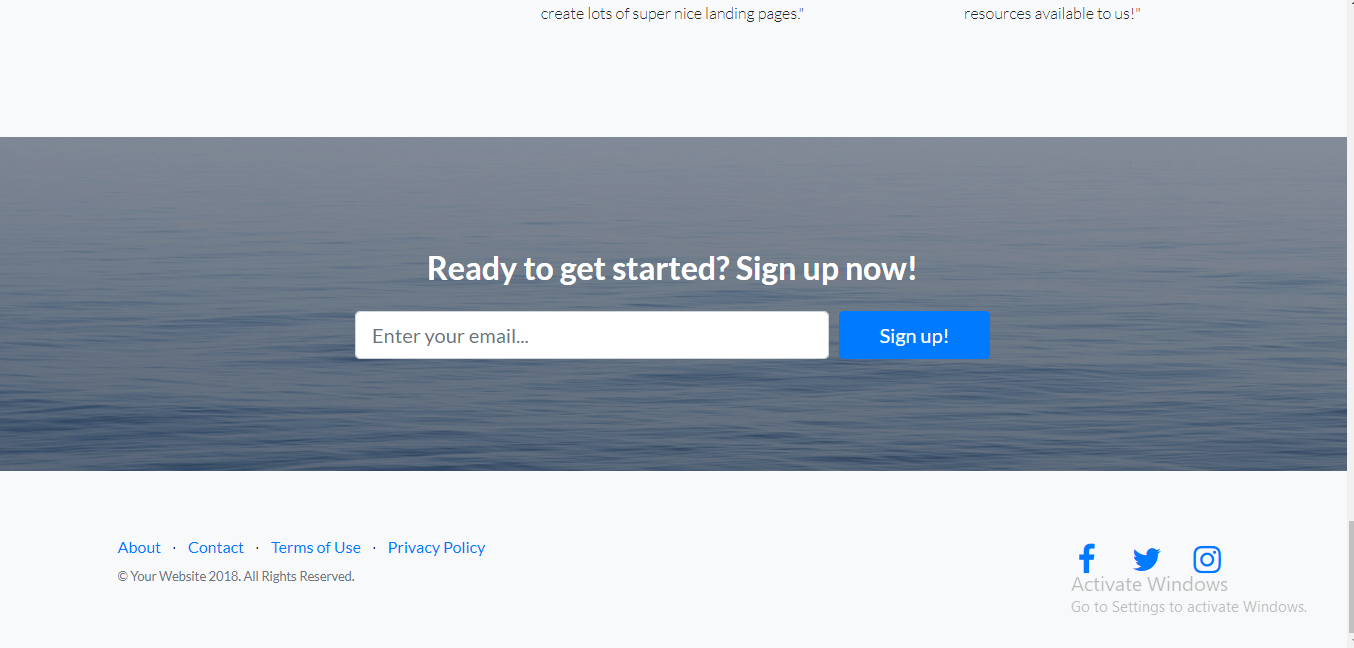 create lots of super nice landing pages."
resources available to us!"
Ready to get started? Sign up now!
Enter your email...
Sign up!
About · Contact · Terms of Use · Privacy Policy
© Your Website 2018. All Rights Reserved.
Activate Windows
Go to Settings to activate Windows.